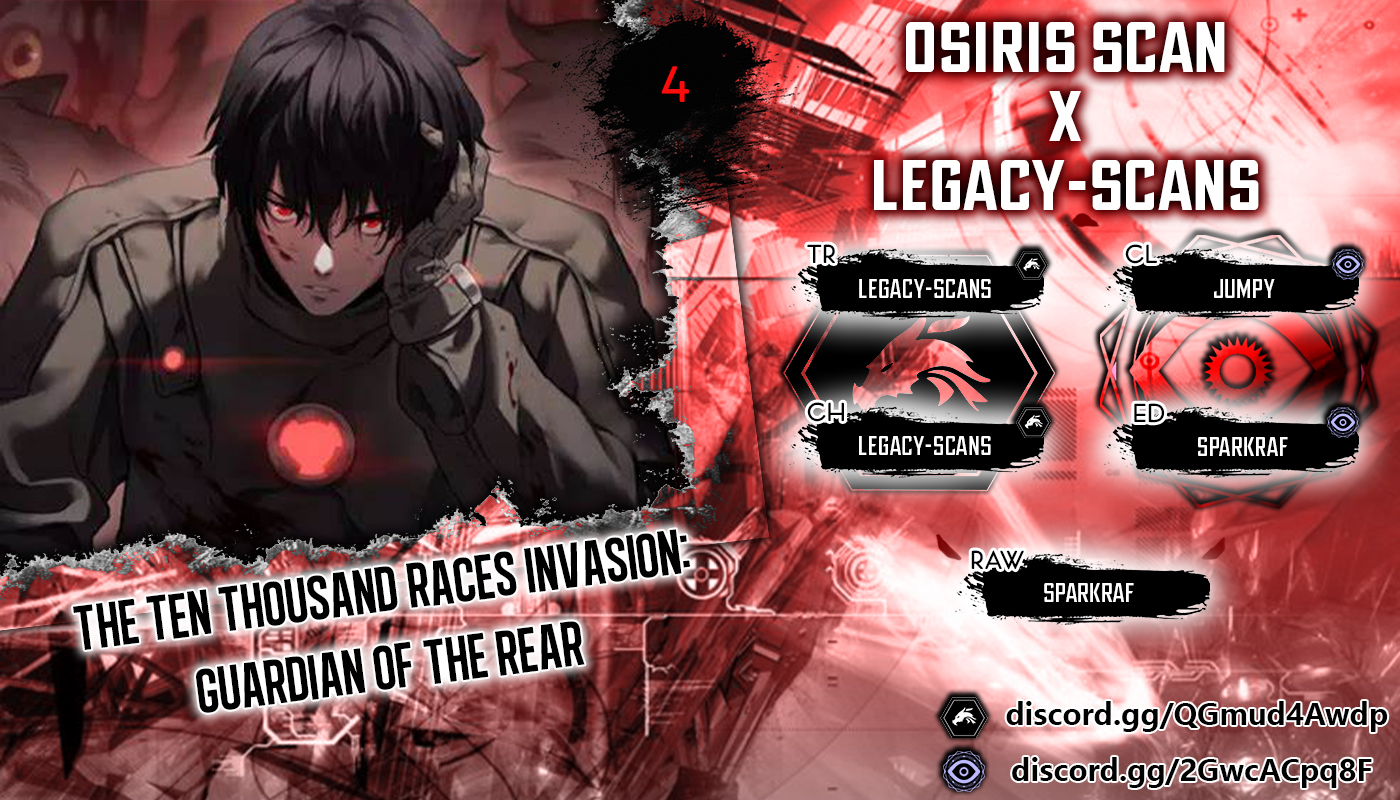 4
OSIRIS SCAN
X
LEGACY-SCANS
TR
LEGACY-SCANS
CL
JUMPY
CH
LEGACY-SCANS
ED
SPARKRAF
RAW
SPARKRAF
THE TEN THOUSAND RACES INVASION:
GUARDIAN OF THE REAR
discord.gg/QGmud4Awdp
discord.gg/2GwcACpq8F